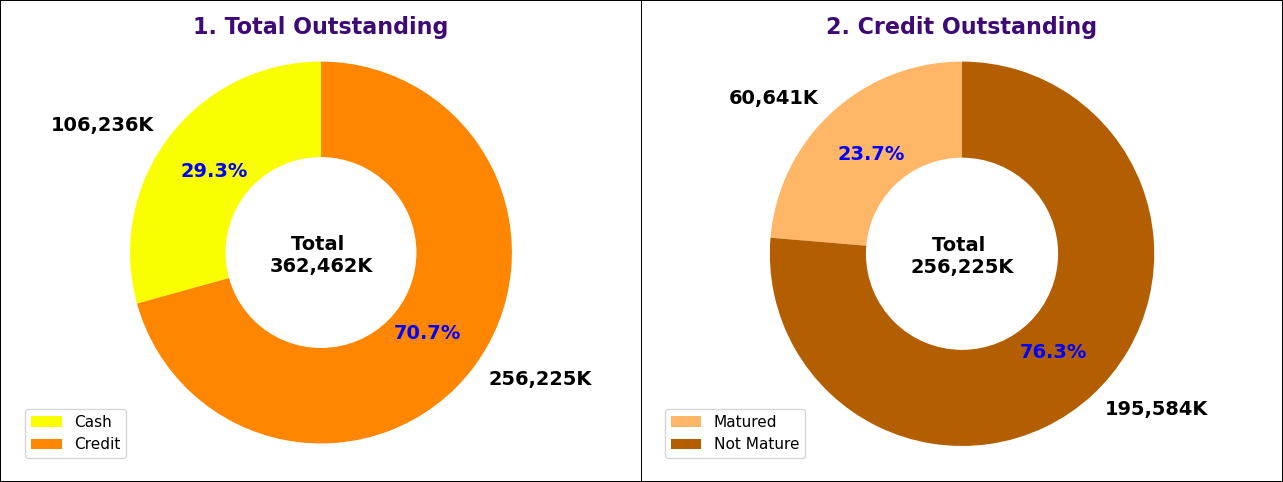 1. Total Outstanding
106,236K
29.3%
Total
362,462K
70.7%
256,225K
Cash
Credit
2. Credit Outstanding
60,641K
23.7%
Total
256,225K
76.3%
195,584K
Matured
Not Mature